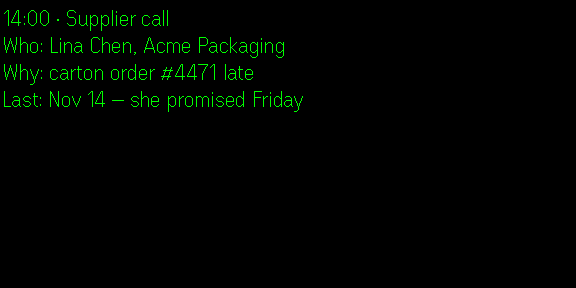 14:00 · Supplier call
Who: Lina Chen, Acme Packaging
Why: carton order #4471 late
Last: Nov 14 — she promised Friday